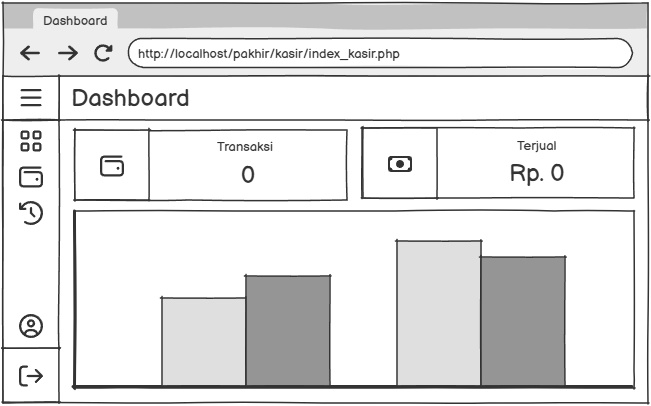 Dashboard
http://localhost/pakhir/kasir/index_kasir.php
Dashboard
Transaksi
0
Terjual
Rp. 0